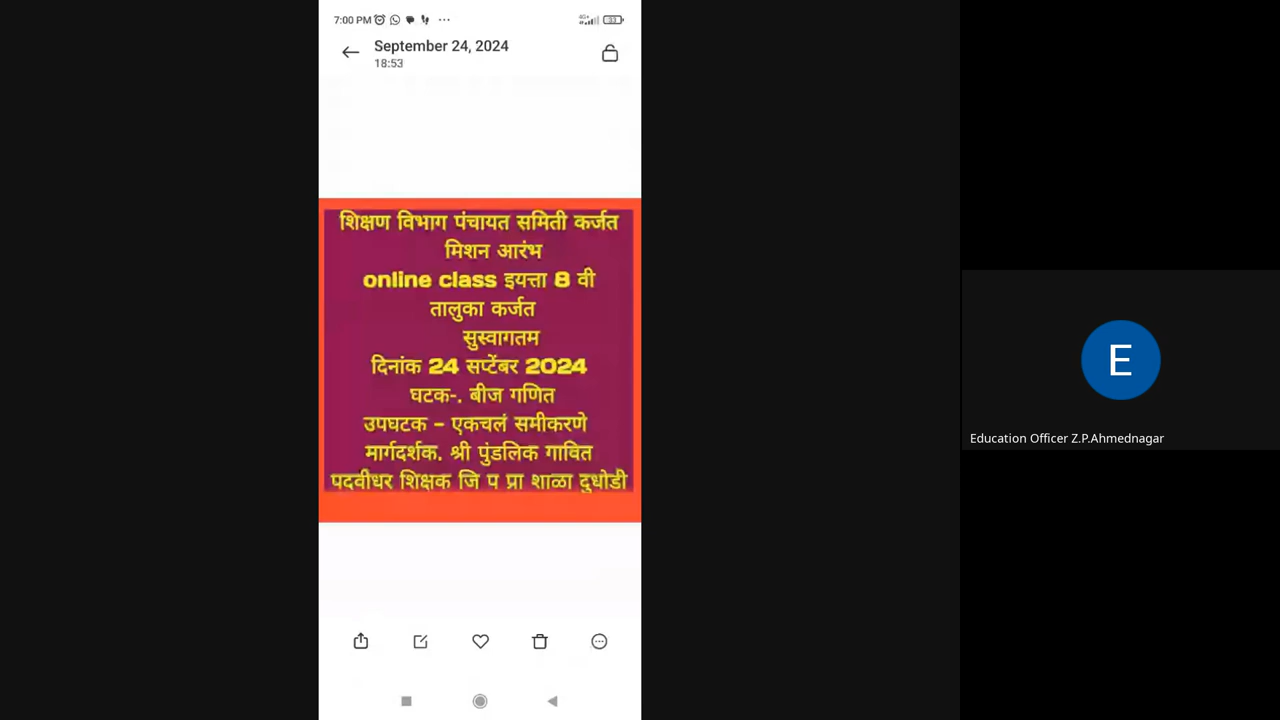 7:00 PM
33
September 24, 2024
18:53
शिक्षण विभाग पंचायत समिती कर्जत
मिशन आरंभ
online class इयत्ता 8 वी
तालुका कर्जत
सुस्वागतम
दिनांक 24 सप्टेंबर 2024
घटक-. बीज गणित
उपघटक – एकचलं समीकरणे
मार्गदर्शक. श्री पुंडलिक गावित
पदवीधर शिक्षक जि प प्रा शाळा दुधोडी
E
Education Officer Z.P.Ahmednagar